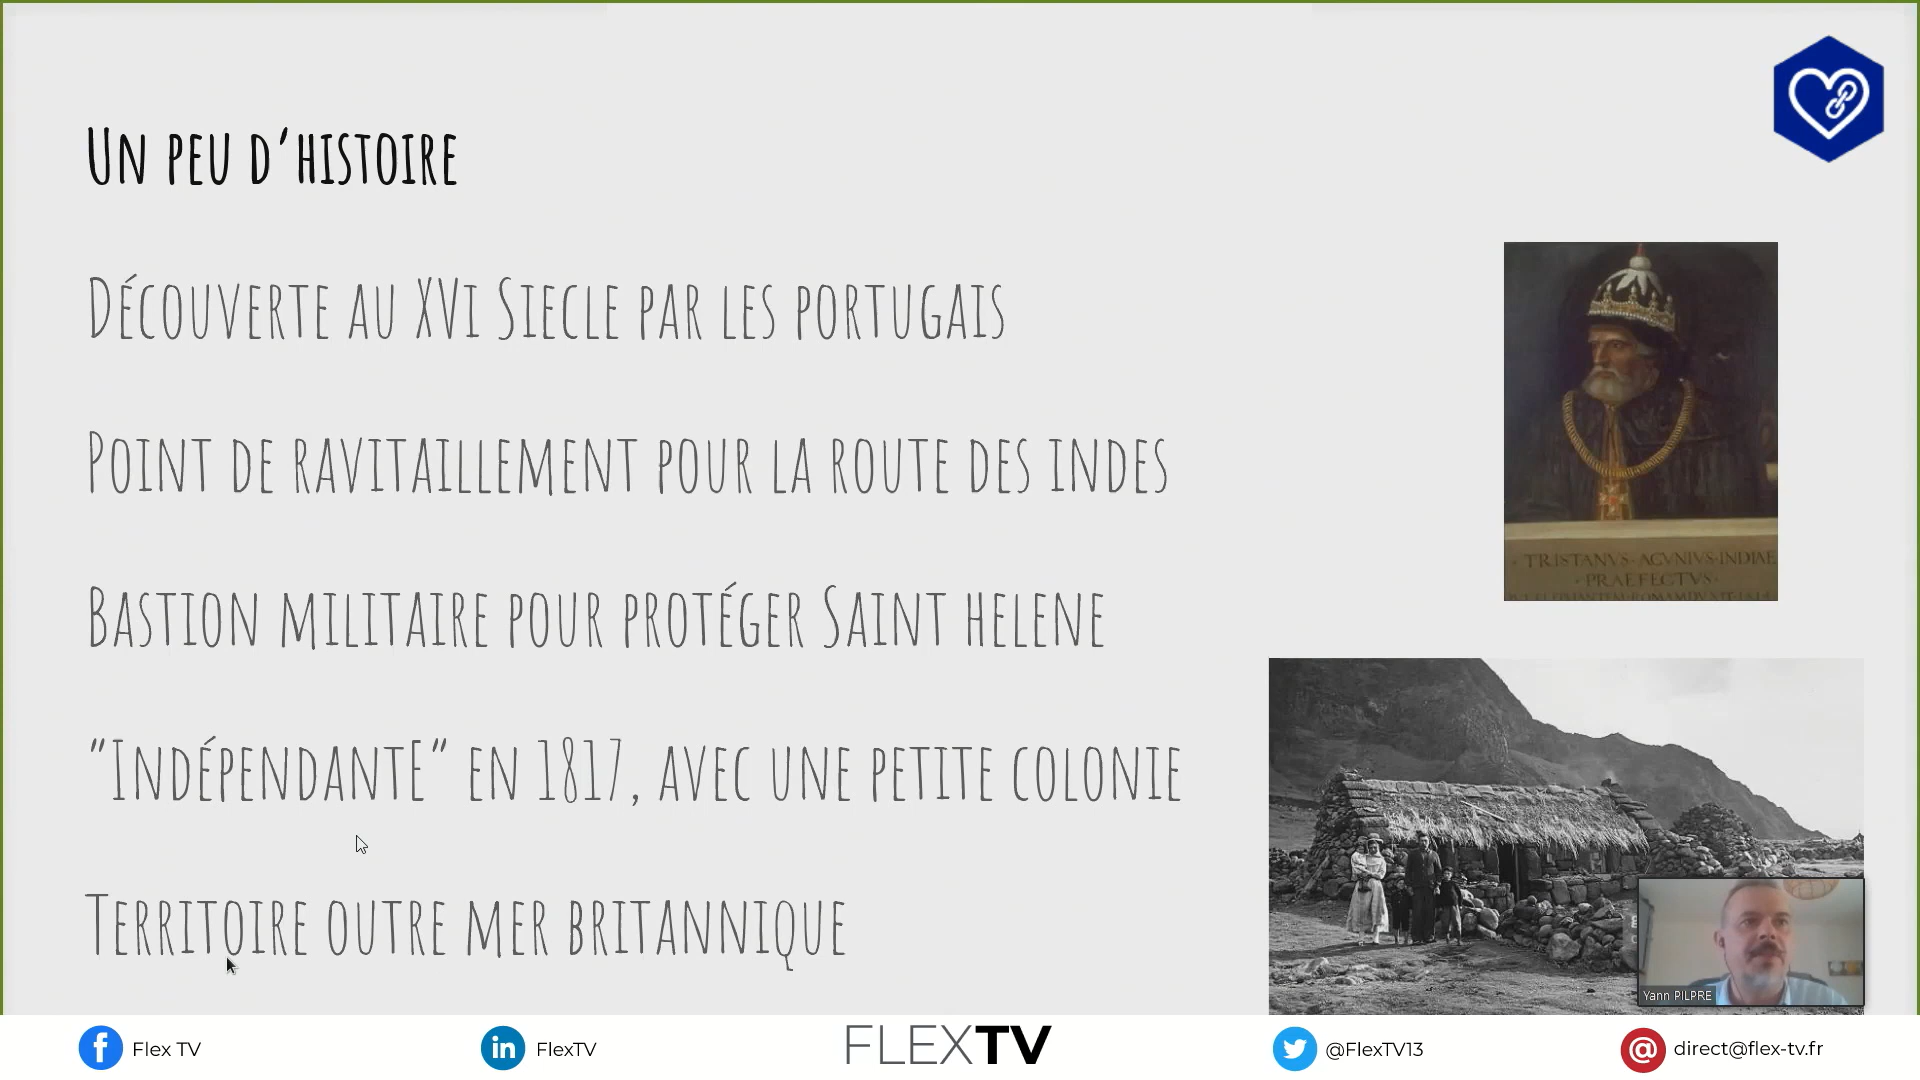 Un peu d’histoire
Découverte au XVI Siecle par les portugais
Point de ravitaillement pour la route des indes
Bastion militaire pour protéger Saint helene
“IndépendantE” en 1817, avec une petite colonie
Territoire outre mer britannique
TRISTANVS · ACVNIVS · INDIAE
· PRAEFECTVS ·
Yann PILPRE
Flex TV
FlexTV
FLEXTV
@FlexTV13
direct@flex-tv.fr